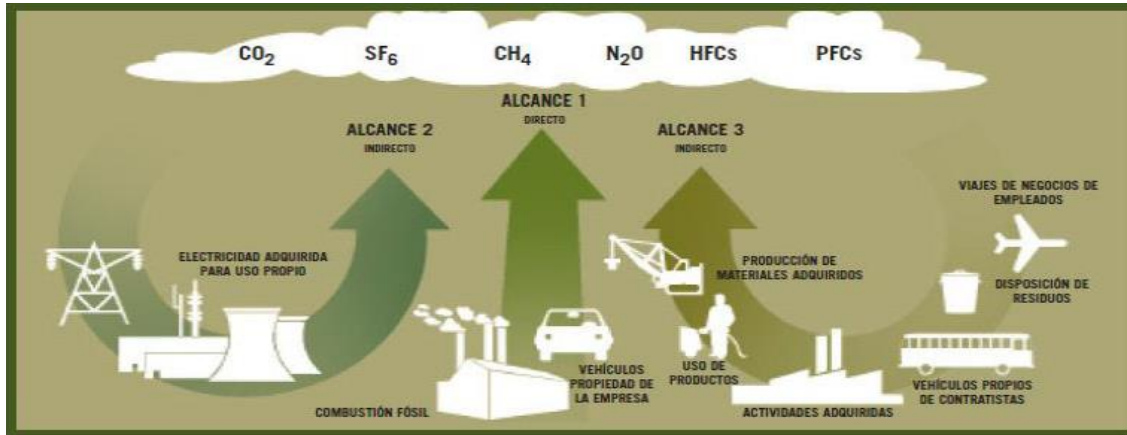 CO2
SF6
CH4
N2O
HFCs
PFCs
ALCANCE 1
DIRECTO
ALCANCE 2
INDIRECTO
ALCANCE 3
INDIRECTO
VIAJES DE NEGOCIOS DE
EMPLEADOS
ELECTRICIDAD ADQUIRIDA
PARA USO PROPIO
PRODUCCIÓN DE
MATERIALES ADQUIRIDOS
DISPOSICIÓN DE
RESIDUOS
COMBUSTIÓN FÓSIL
VEHÍCULOS
PROPIEDAD DE
LA EMPRESA
USO DE
PRODUCTOS
ACTIVIDADES ADQUIRIDAS
VEHÍCULOS PROPIOS
DE CONTRATISTAS